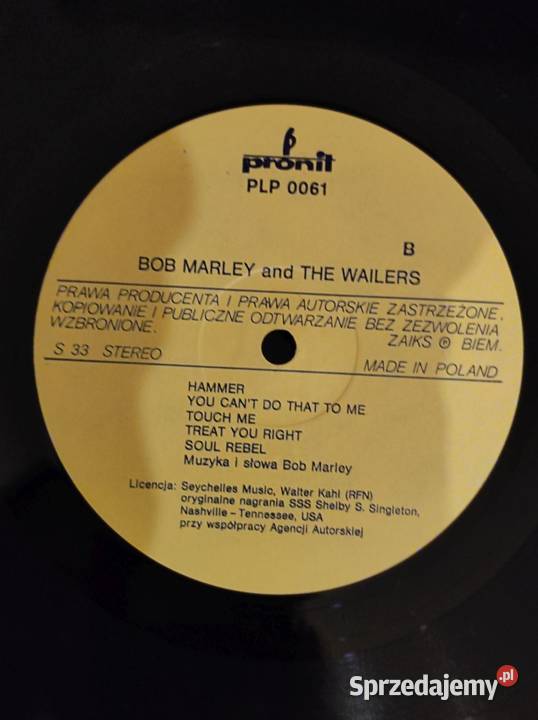 pronit
PLP 0061
B
BOB MARLEY and THE WAILERS
PRAWA PRODUCENTA I PRAWA AUTORSKIE ZASTRZEŻONE.
KOPIOWANIE I PUBLICZNE ODTWARZANIE BEZ ZEZWOLENIA
WZBRONIONE. ZAIKS ℗ BIEM.
S 33 STEREO MADE IN POLAND
HAMMER
YOU CAN'T DO THAT TO ME
TOUCH ME
TREAT YOU RIGHT
SOUL REBEL
Muzyka i słowa Bob Marley
Licencja: Seychelles Music, Walter Kahl (RFN)
oryginalne nagrania SSS Shelby S. Singleton,
Nashville – Tennessee, USA
przy współpracy Agencji Autorskiej
Sprzedajemy.pl